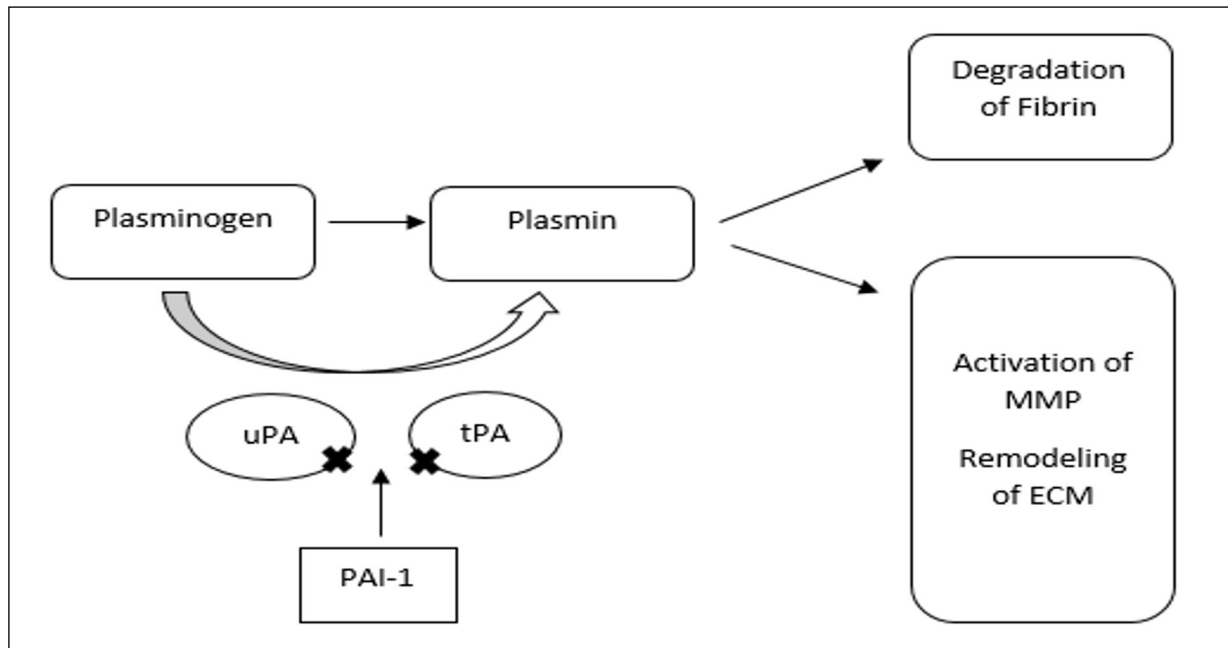 Degradation
of Fibrin
Plasminogen
Plasmin
Activation of
MMP
Remodeling
of ECM
uPA
tPA
PAI-1